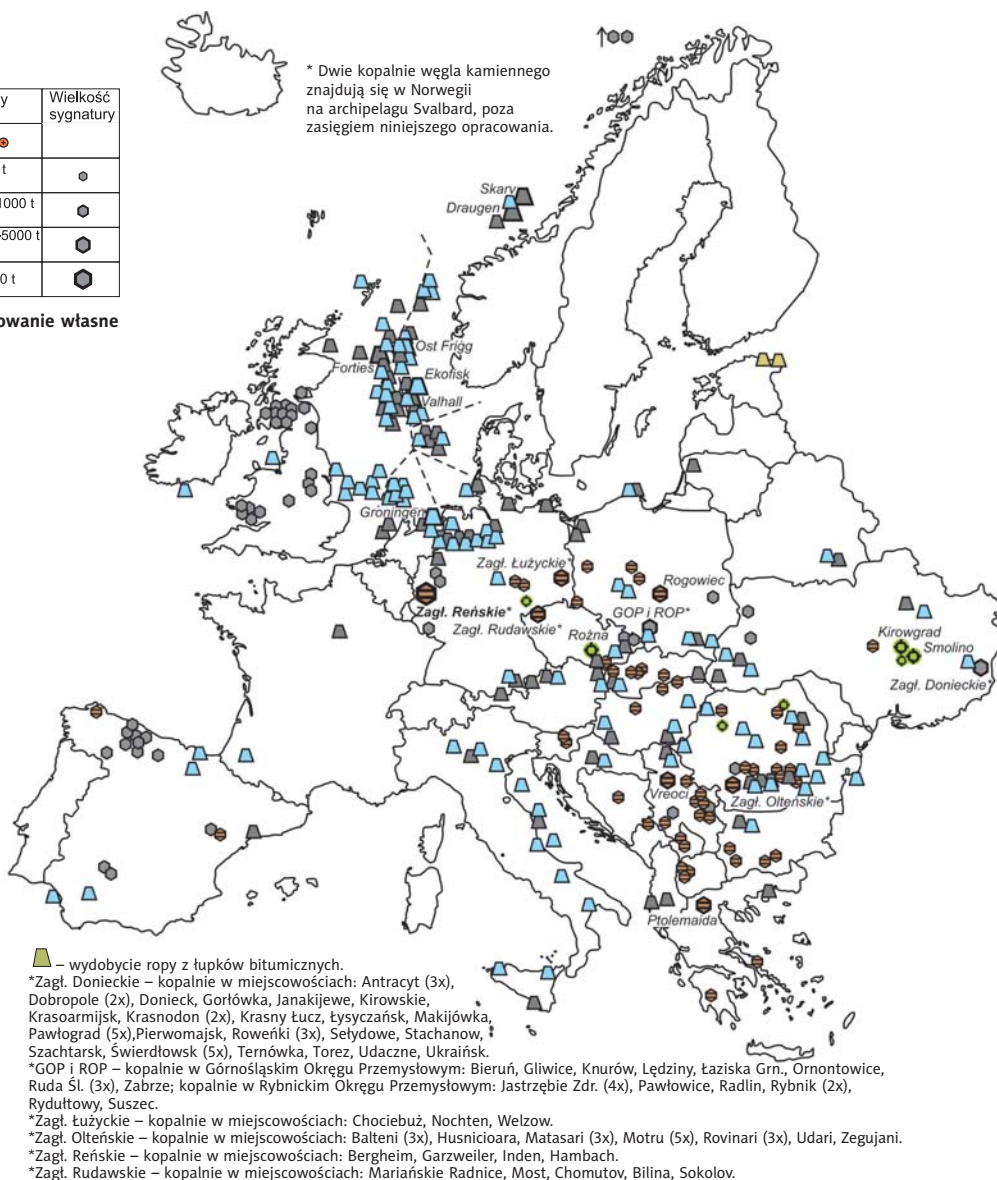 * Dwie kopalnie węgla kamiennego
znajdują się w Norwegii
na archipelagu Svalbard, poza
zasięgiem niniejszego opracowania.
y
Wielkość
sygnatury
t
1000 t
5000 t
0 t
owanie własne
Skarv
Draugen
Ost Frigg
Forties
Ekofisk
Valhall
Groningen
Zagł. Łużyckie*
Rogowiec
Zagł. Reńskie*
GOP i ROP*
Zagł. Rudawskie*
Rożna
Kirowgrad
Smolino
Zagł. Donieckie*
Vreoci
Zagł. Olteńskie*
Ptolemaida
– wydobycie ropy z łupków bitumicznych.
*Zagł. Donieckie – kopalnie w miejscowościach: Antracyt (3x),
Dobropole (2x), Donieck, Gorłówka, Janakijewe, Kirowskie,
Krasoarmijsk, Krasnodon (2x), Krasny Łucz, Łysyczańsk, Makijówka,
Pawłograd (5x),Pierwomajsk, Roweńki (3x), Sełydowe, Stachanow,
Szachtarsk, Świerdłowsk (5x), Ternówka, Torez, Udaczne, Ukraińsk.
*GOP i ROP – kopalnie w Górnośląskim Okręgu Przemysłowym: Bieruń, Gliwice, Knurów, Lędziny, Łaziska Grn., Ornontowice,
Ruda Śl. (3x), Zabrze; kopalnie w Rybnickim Okręgu Przemysłowym: Jastrzębie Zdr. (4x), Pawłowice, Radlin, Rybnik (2x),
Rydułtowy, Suszec.
*Zagł. Łużyckie – kopalnie w miejscowościach: Chociebuż, Nochten, Welzow.
*Zagł. Olteńskie – kopalnie w miejscowościach: Balteni (3x), Husnicioara, Matasari (3x), Motru (5x), Rovinari (3x), Udari, Zegujani.
*Zagł. Reńskie – kopalnie w miejscowościach: Bergheim, Garzweiler, Inden, Hambach.
*Zagł. Rudawskie – kopalnie w miejscowościach: Mariańskie Radnice, Most, Chomutov, Bilina, Sokolov.